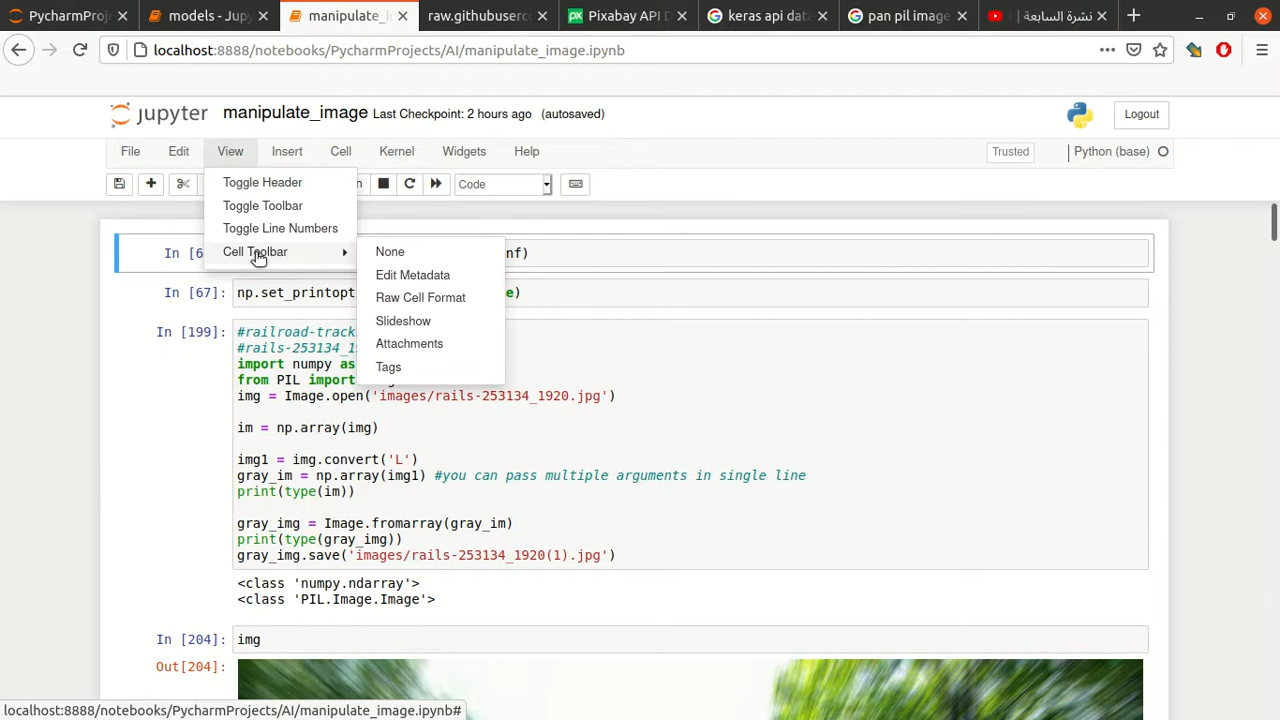 PycharmProj
models - Jupy
manipulate_i
raw.githubuserc
Pixabay API D
keras api data
pan pil image
نشرة السابعة |
localhost:8888/notebooks/PycharmProjects/AI/manipulate_image.ipynb
jupyter manipulate_image Last Checkpoint: 2 hours ago (autosaved) Logout
File Edit View Insert Cell Kernel Widgets Help Trusted Python (base)
Code
Toggle Header
Toggle Toolbar
Toggle Line Numbers
Cell Toolbar
None
Edit Metadata
Raw Cell Format
Slideshow
Attachments
Tags
In [6 nf)
In [67]: np.set_printopt e)
In [199]: #railroad-track
#rails-253134_1
import numpy as
from PIL import
img = Image.open('images/rails-253134_1920.jpg')
im = np.array(img)
img1 = img.convert('L')
gray_im = np.array(img1) #you can pass multiple arguments in single line
print(type(im))
gray_img = Image.fromarray(gray_im)
print(type(gray_img))
gray_img.save('images/rails-253134_1920(1).jpg')
<class 'numpy.ndarray'>
<class 'PIL.Image.Image'>
In [204]: img
Out[204]:
localhost:8888/notebooks/PycharmProjects/AI/manipulate_image.ipynb#